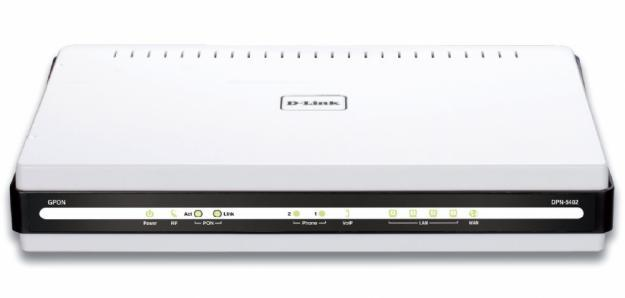 D-Link
GPON
DPN-5402
Act Link
2 1
Power RF PON Phone VoIP LAN WAN